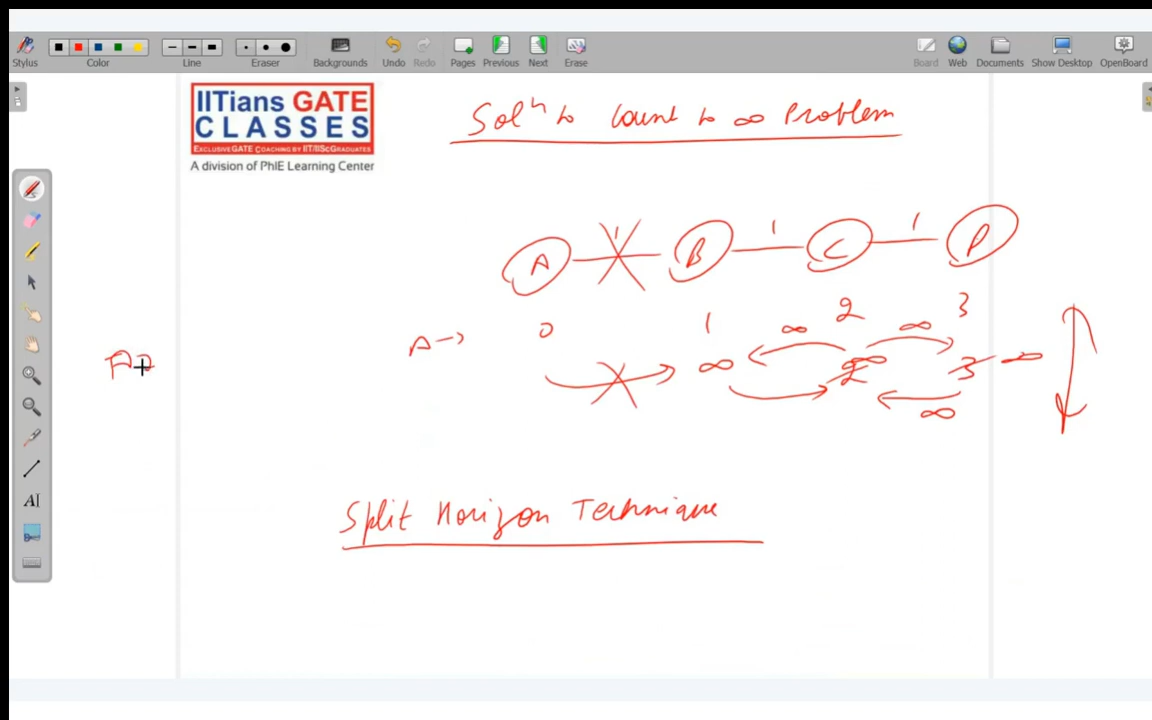 Stylus Color Line Eraser Backgrounds Undo Redo Pages Previous Next Erase Board Web Documents Show Desktop OpenBoard
IITians GATE
CLASSES
EXCLUSIVE GATE COACHING BY IIT/IISc GRADUATES
A division of PhIE Learning Center
Solⁿ to Count to ∞ Problem
A 1 B 1 C 1 D
A → 0 1 2 3
∞ ∞
∞ 2 ∞ 3 ∞
∞
Split Horizon Technique